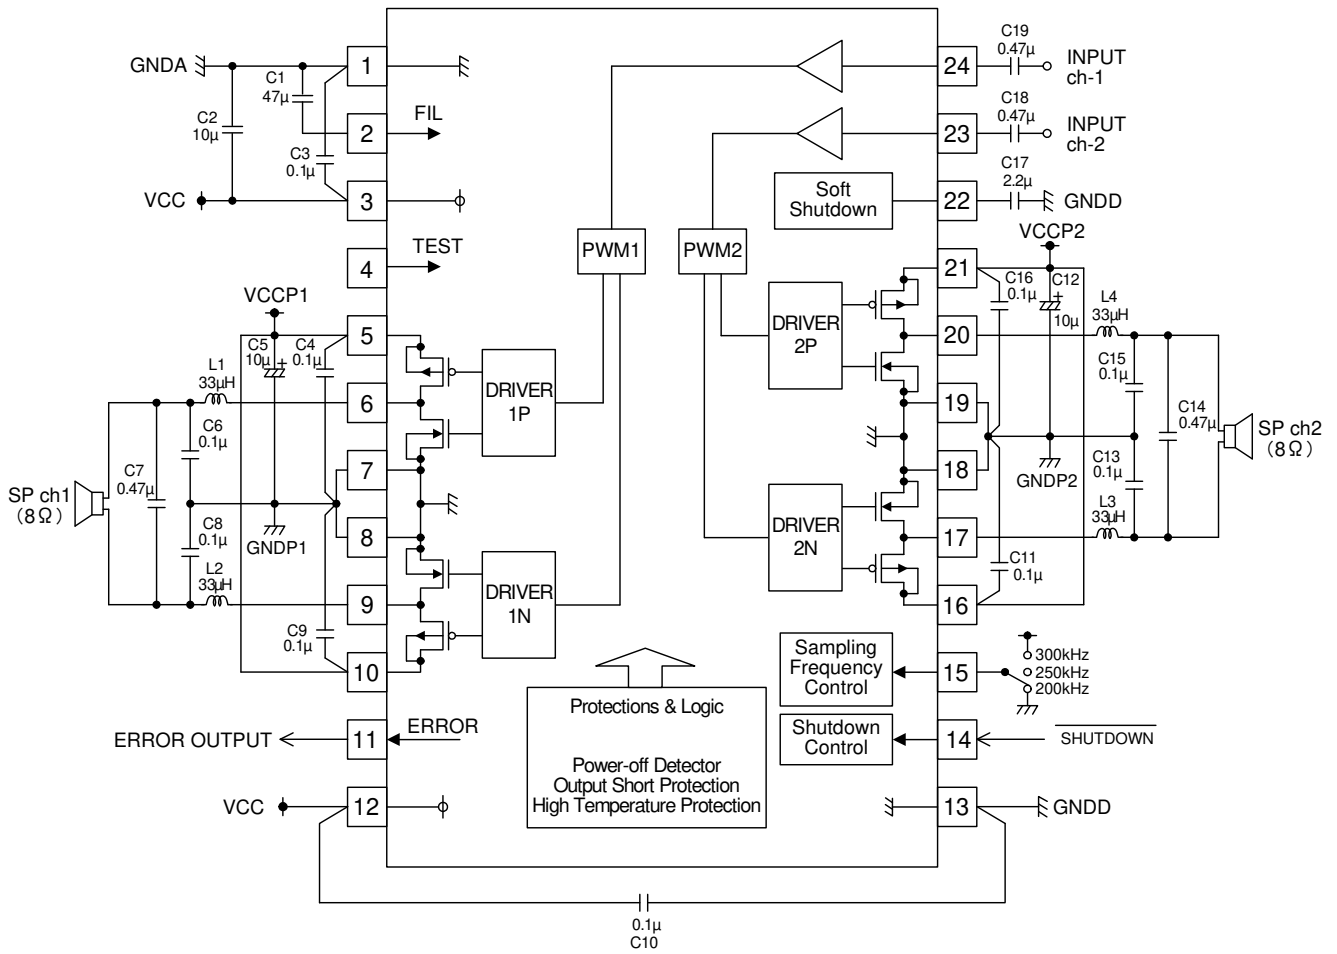 GNDA
C1
47μ
C2
10μ
C3
0.1μ
VCC
1
2
3
4
FIL
TEST
VCCP1
C5
10μ
+
C4
0.1μ
L1
33μH
C6
0.1μ
C7
0.47μ
SP ch1
(8Ω)
C8
0.1μ
GNDP1
L2
33μH
C9
0.1μ
5
6
7
8
9
10
DRIVER
1P
DRIVER
1N
ERROR OUTPUT
11
ERROR
VCC
12
PWM1
PWM2
Soft
Shutdown
DRIVER
2P
DRIVER
2N
Protections & Logic
Power-off Detector
Output Short Protection
High Temperature Protection
Sampling
Frequency
Control
Shutdown
Control
24
C19
0.47μ
INPUT
ch-1
23
C18
0.47μ
INPUT
ch-2
22
C17
2.2μ
GNDD
VCCP2
21
C16
0.1μ
C12
+
10μ
L4
33μH
20
C15
0.1μ
19
C14
0.47μ
SP ch2
(8Ω)
18
GNDP2
C13
0.1μ
L3
33μH
17
C11
0.1μ
16
15
300kHz
250kHz
200kHz
14
SHUTDOWN
13
GNDD
0.1μ
C10